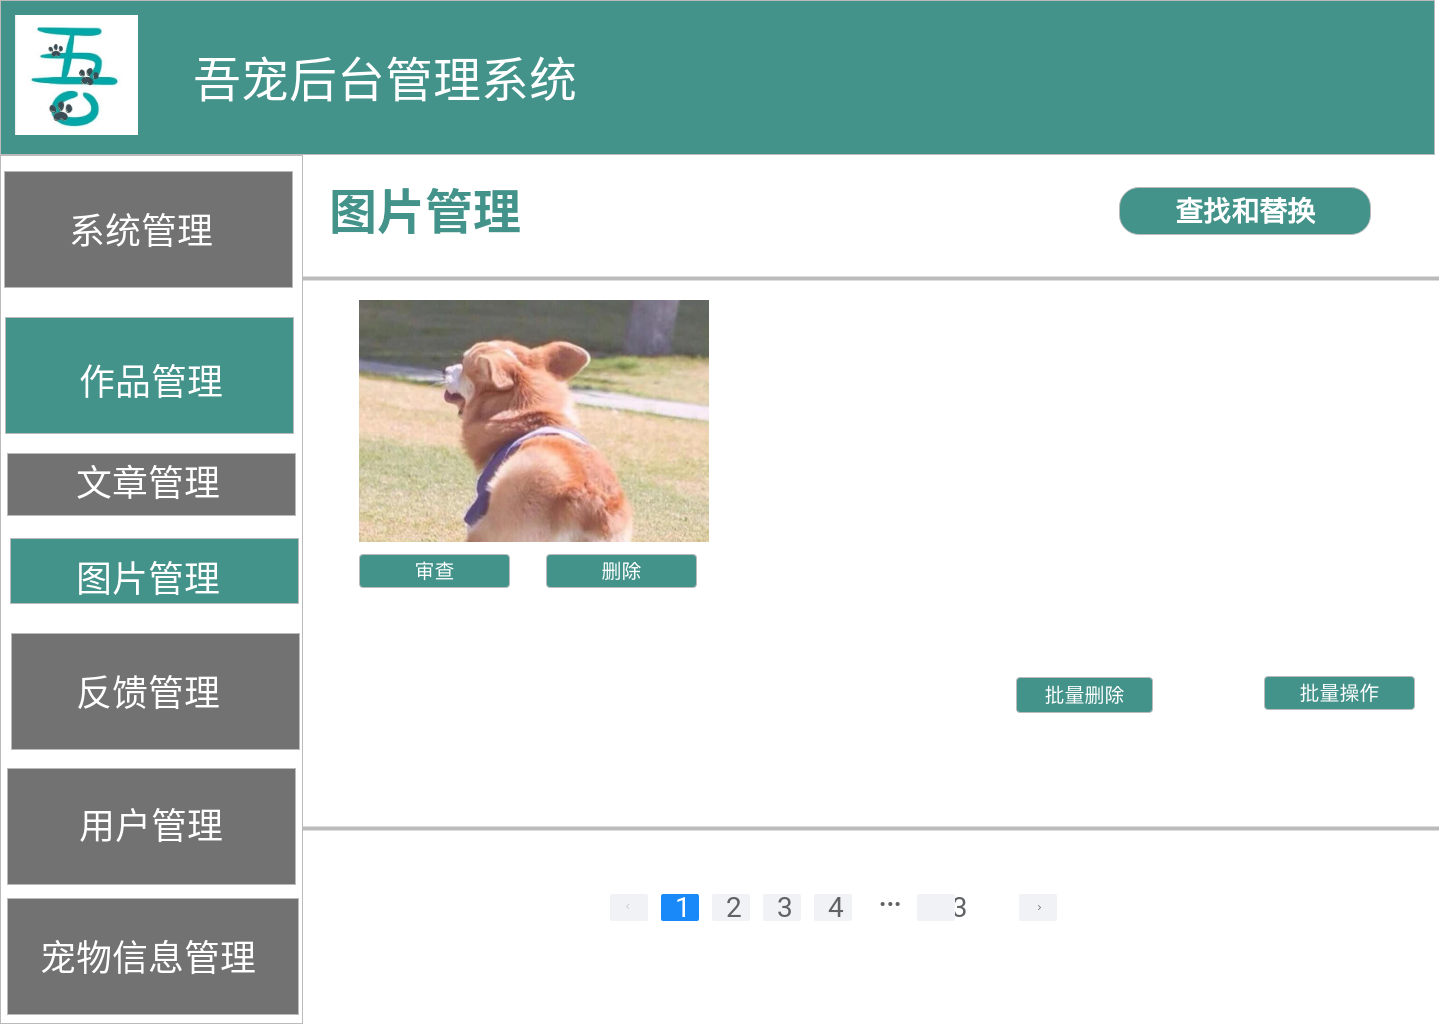 吾
吾宠后台管理系统
系统管理
作品管理
文章管理
图片管理
反馈管理
用户管理
宠物信息管理
图片管理
查找和替换
审查 删除
批量删除 批量操作
‹ 1 2 3 4 ··· 3 ›